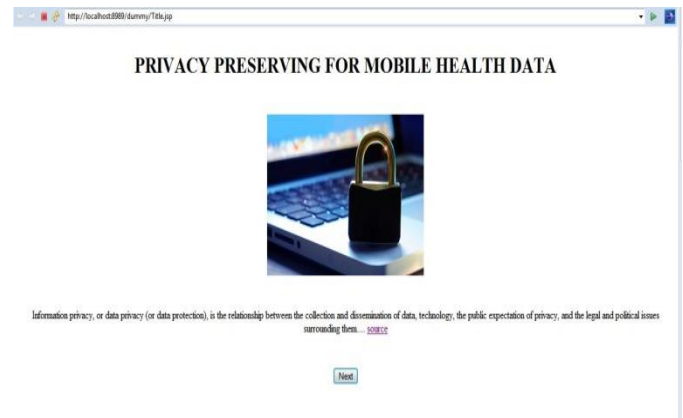 http://localhost:8989/dummy/Title.jsp
PRIVACY PRESERVING FOR MOBILE HEALTH DATA
Information privacy, or data privacy (or data protection), is the relationship between the collection and dissemination of data, technology, the public expectation of privacy, and the legal and political issues
surrounding them.... source
Next